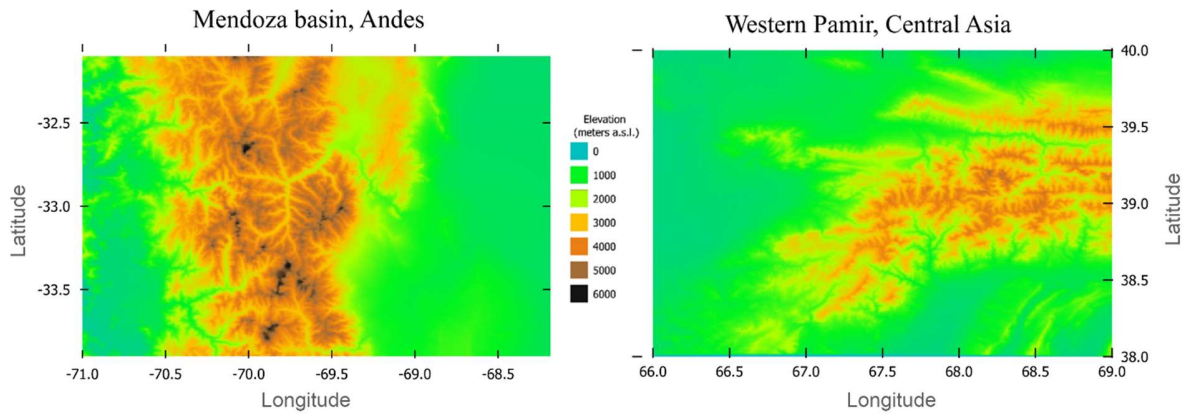 Mendoza basin, Andes
Western Pamir, Central Asia
Latitude
-32.5
-33.0
-33.5
-71.0 -70.5 -70.0 -69.5 -69.0 -68.5
Longitude
Elevation
(meters a.s.l.)
0
1000
2000
3000
4000
5000
6000
40.0
39.5
39.0
38.5
38.0
Latitude
66.0 66.5 67.0 67.5 68.0 68.5 69.0
Longitude